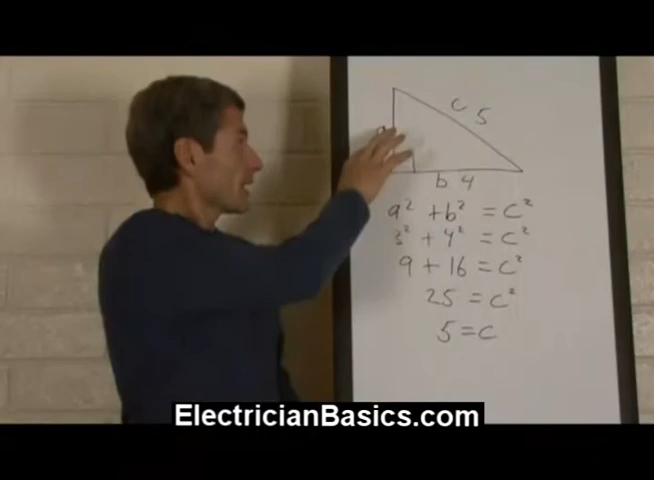 c 5
a
b 4
a² + b² = c²
3² + 4² = c²
9 + 16 = c²
25 = c²
5 = c
ElectricianBasics.com